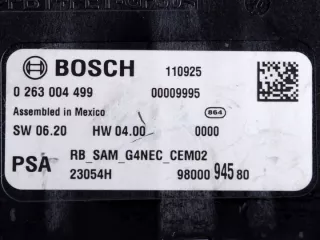 BOSCH 110925
0 263 004 499 00009995
Assembled in Mexico 864
SW 06.20 HW 04.00 0000
PSA RB_SAM_G4NEC_CEM02
23054H 98000 945 80